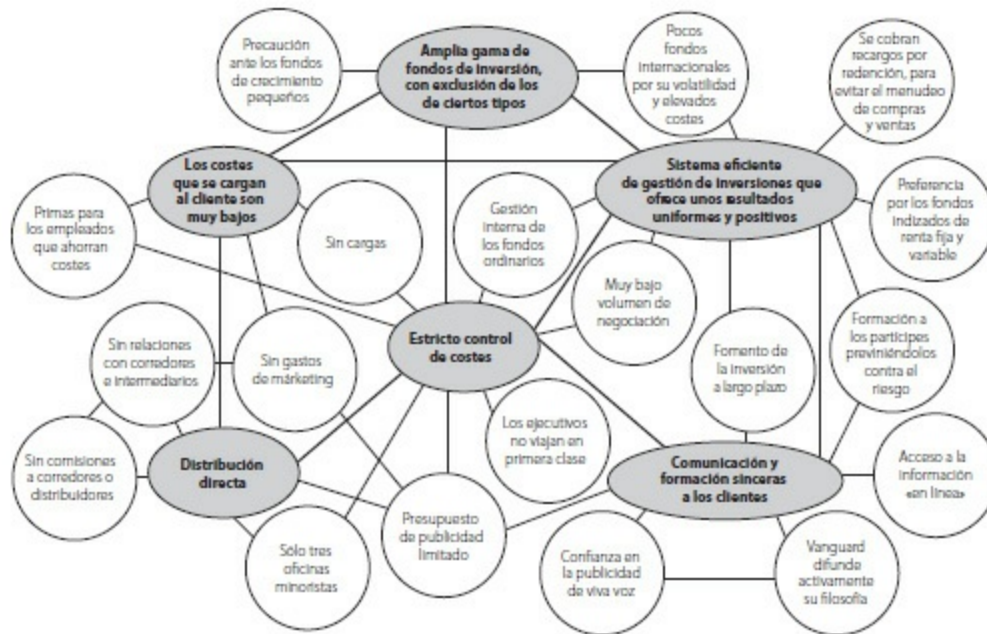 Precaución
ante los fondos
de crecimiento
pequeños
Amplia gama de
fondos de inversión,
con exclusión de los
de ciertos tipos
Pocos
fondos
internacionales
por su volatilidad
y elevados
costes
Se cobran
recargos por
redención, para
evitar el menudeo
de compras
y ventas
Los costes
que se cargan
al cliente son
muy bajos
Sistema eficiente
de gestión de inversiones que
ofrece unos resultados
uniformes y positivos
Primas para
los empleados
que ahorran
costes
Sin cargas
Gestión
interna de
los fondos
ordinarios
Preferencia
por los fondos
indizados de
renta fija y
variable
Muy bajo
volumen de
negociación
Estricto control
de costes
Sin relaciones
con corredores
e intermediarios
Sin gastos
de márketing
Fomento de
la inversión
a largo plazo
Formación a
los partícipes
previniéndolos
contra el
riesgo
Los ejecutivos
no viajan en
primera clase
Sin comisiones
a corredores o
distribuidores
Distribución
directa
Comunicación y
formación sinceras
a los clientes
Acceso a la
información
«en línea»
Presupuesto
de publicidad
limitado
Sólo tres
oficinas
minoristas
Confianza en
la publicidad
de viva voz
Vanguard
difunde
activamente
su filosofía